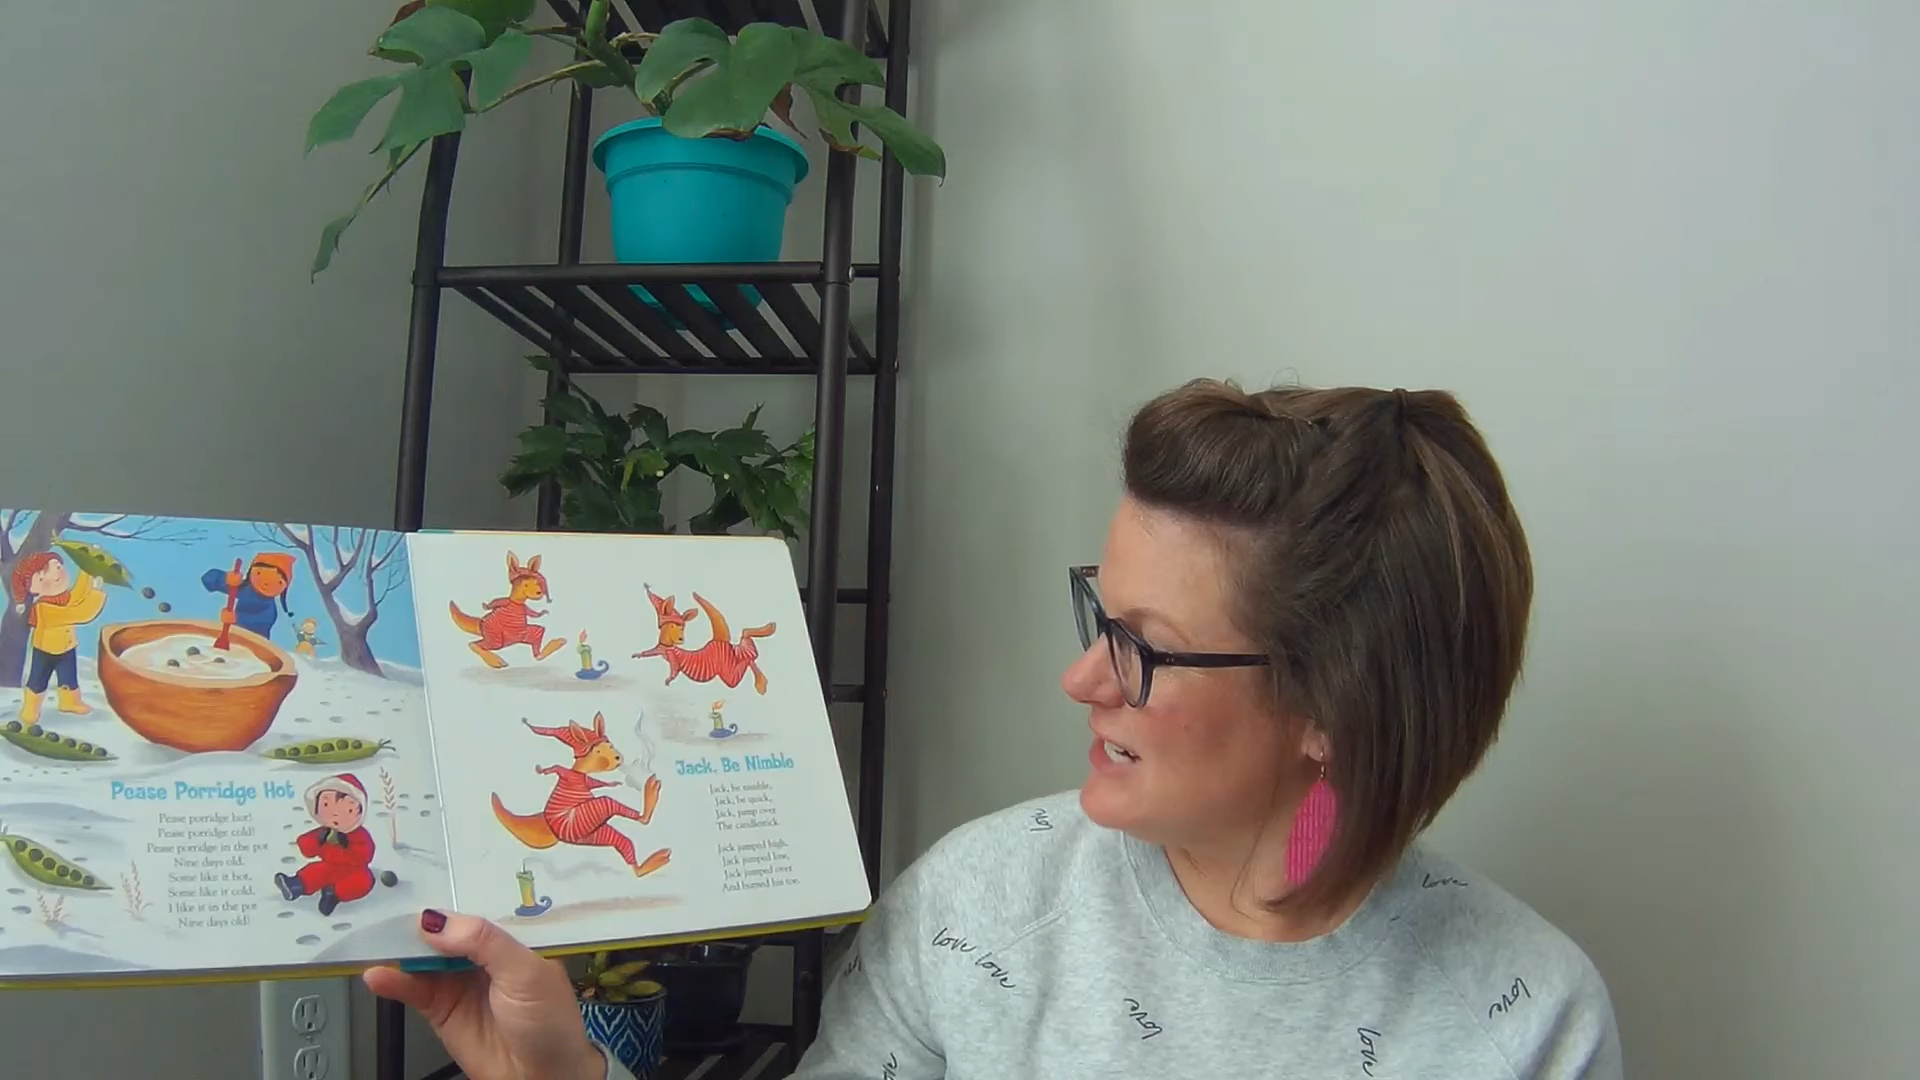 Pease Porridge Hot
Pease porridge hot!
Pease porridge cold!
Pease porridge in the pot
Nine days old.
Some like it hot,
Some like it cold,
I like it in the pot
Nine days old!
Jack, Be Nimble
Jack, be nimble,
Jack, be quick,
Jack, jump over
The candlestick.
Jack jumped high,
Jack jumped low,
Jack jumped over
And burned his toe.
love
love
love love
love
love
love